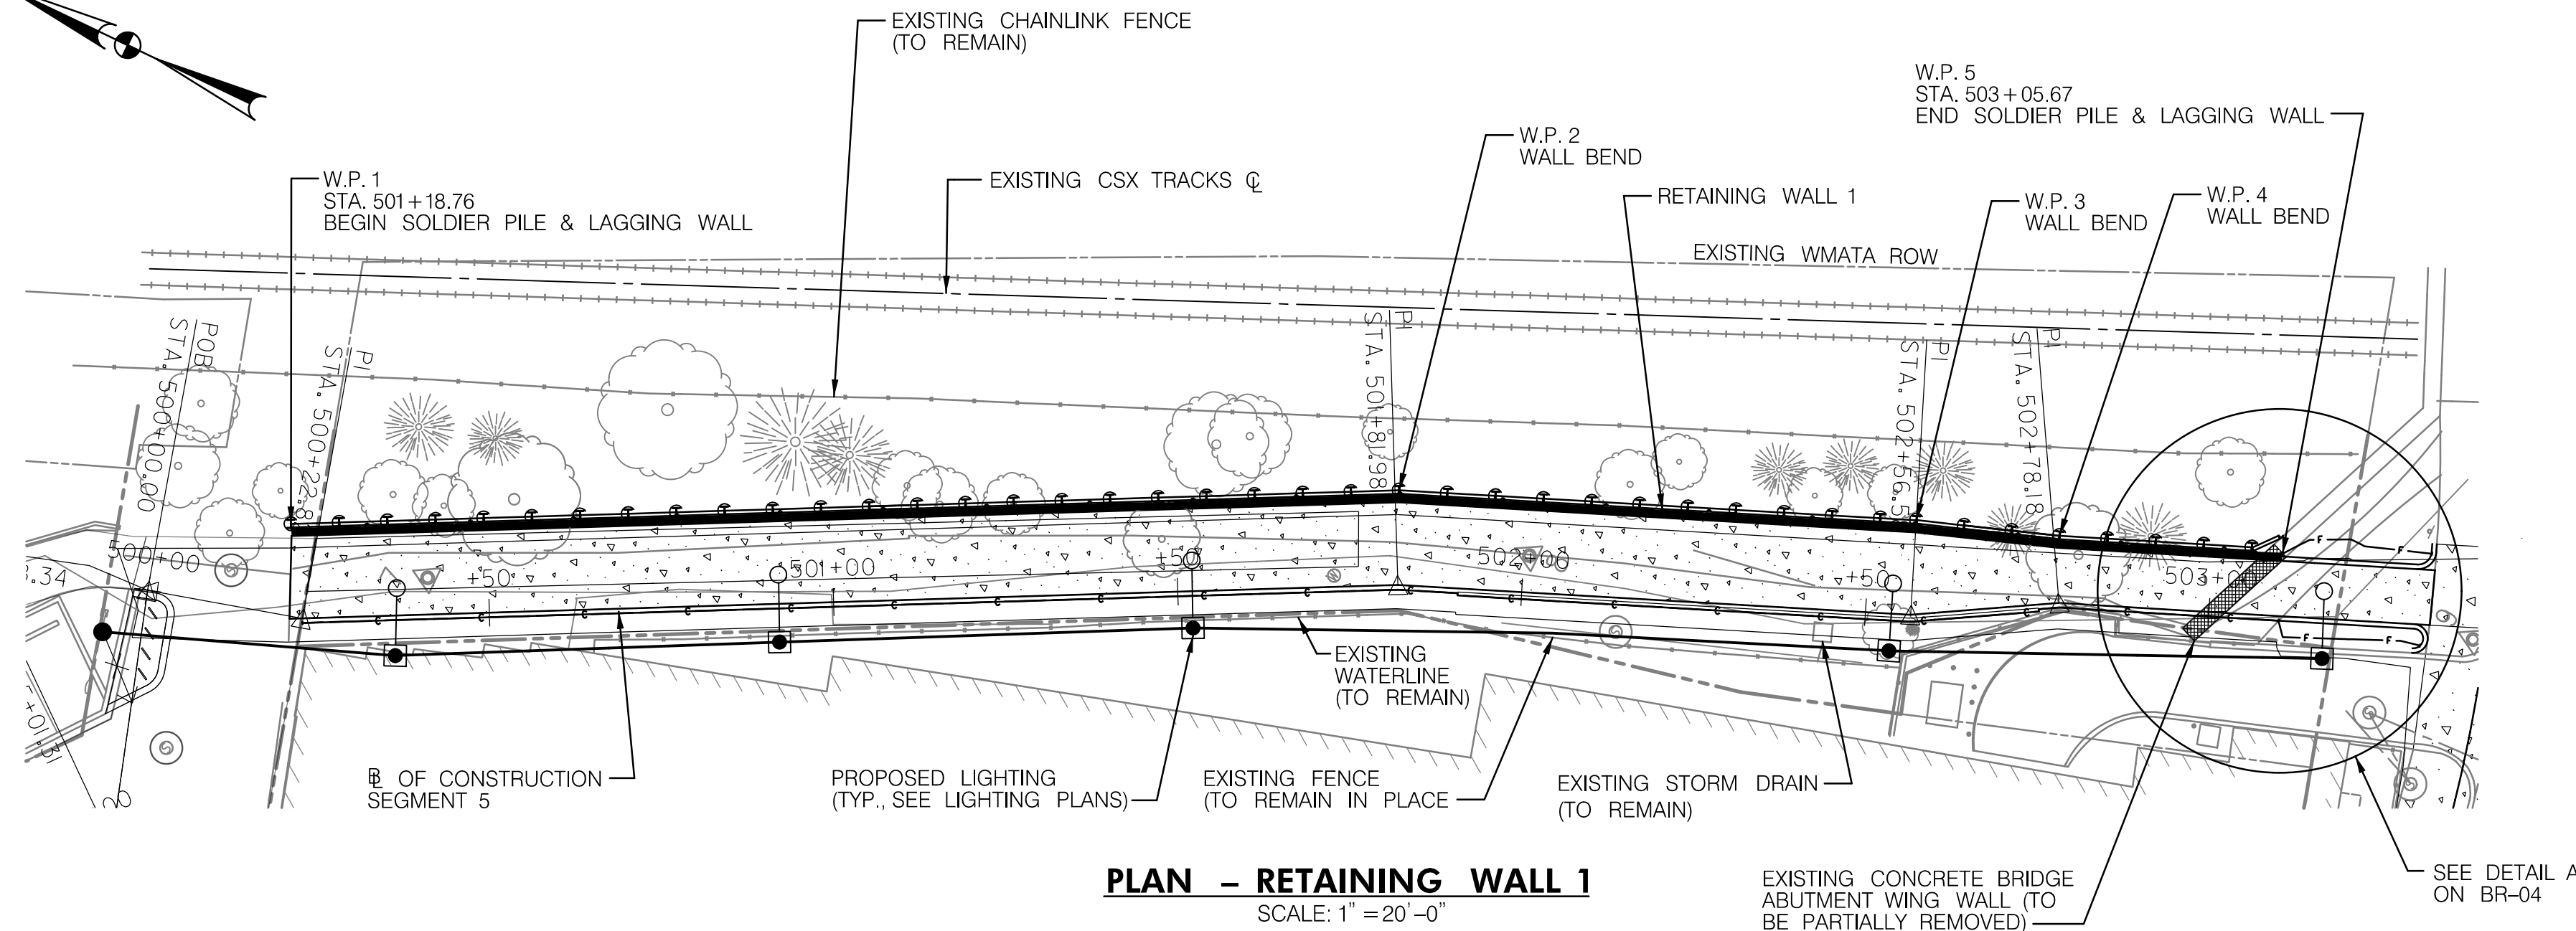 EXISTING CHAINLINK FENCE
(TO REMAIN)
W.P. 5
STA. 503+05.67
END SOLDIER PILE & LAGGING WALL
W.P. 2
WALL BEND
W.P. 1
STA. 501+18.76
BEGIN SOLDIER PILE & LAGGING WALL
EXISTING CSX TRACKS ℄
RETAINING WALL 1
W.P. 3
WALL BEND
W.P. 4
WALL BEND
EXISTING WMATA ROW
POB
STA. 500+00.00
PI
STA. 500+22.8
PI
STA. 501+81.98
PI
STA. 502+56.5
PI
STA. 502+78.18
500+00
+50
501+00
+50
502+00
+50
503+0
.34
+01.31
00
C C C C C C C C C C C C
F F
F F
EXISTING
WATERLINE
(TO REMAIN)
BL OF CONSTRUCTION
SEGMENT 5
PROPOSED LIGHTING
(TYP., SEE LIGHTING PLANS)
EXISTING FENCE
(TO REMAIN IN PLACE
EXISTING STORM DRAIN
(TO REMAIN)
EXISTING CONCRETE BRIDGE
ABUTMENT WING WALL (TO
BE PARTIALLY REMOVED)
SEE DETAIL A
ON BR-04
PLAN - RETAINING WALL 1
SCALE: 1" = 20'-0"